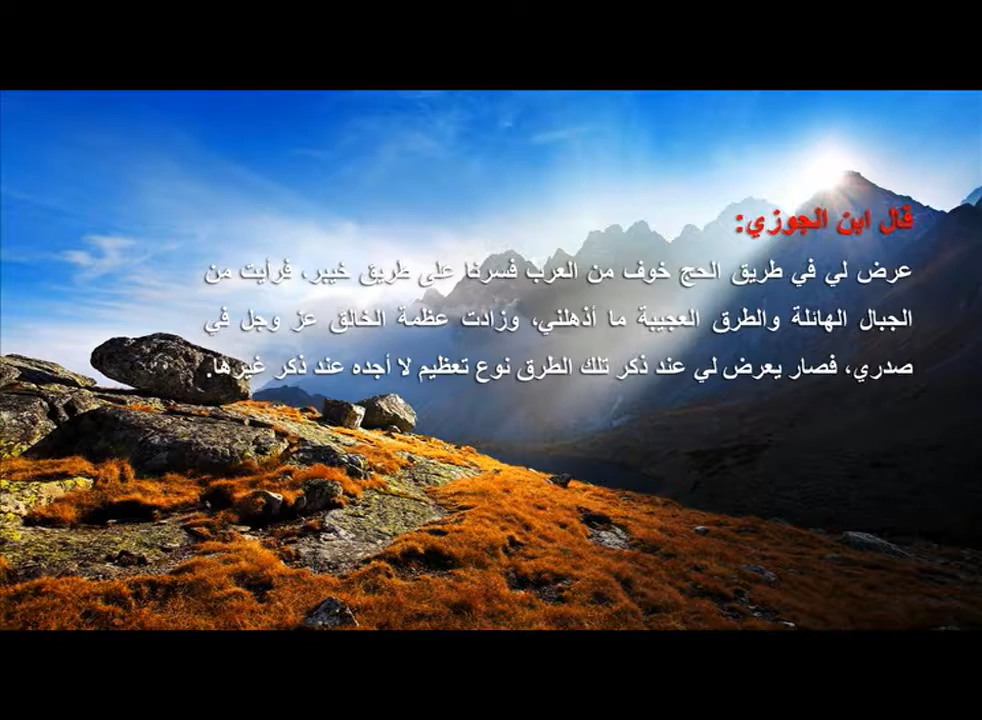 قال ابن الجوزي:
عرض لي في طريق الحج خوف من العرب فسرنا على طريق خيبر، فرأيت من
الجبال الهائلة والطرق العجيبة ما أذهلني، وزادت عظمة الخالق عز وجل في
صدري، فصار يعرض لي عند ذكر تلك الطرق نوع تعظيم لا أجده عند ذكر غيرها.